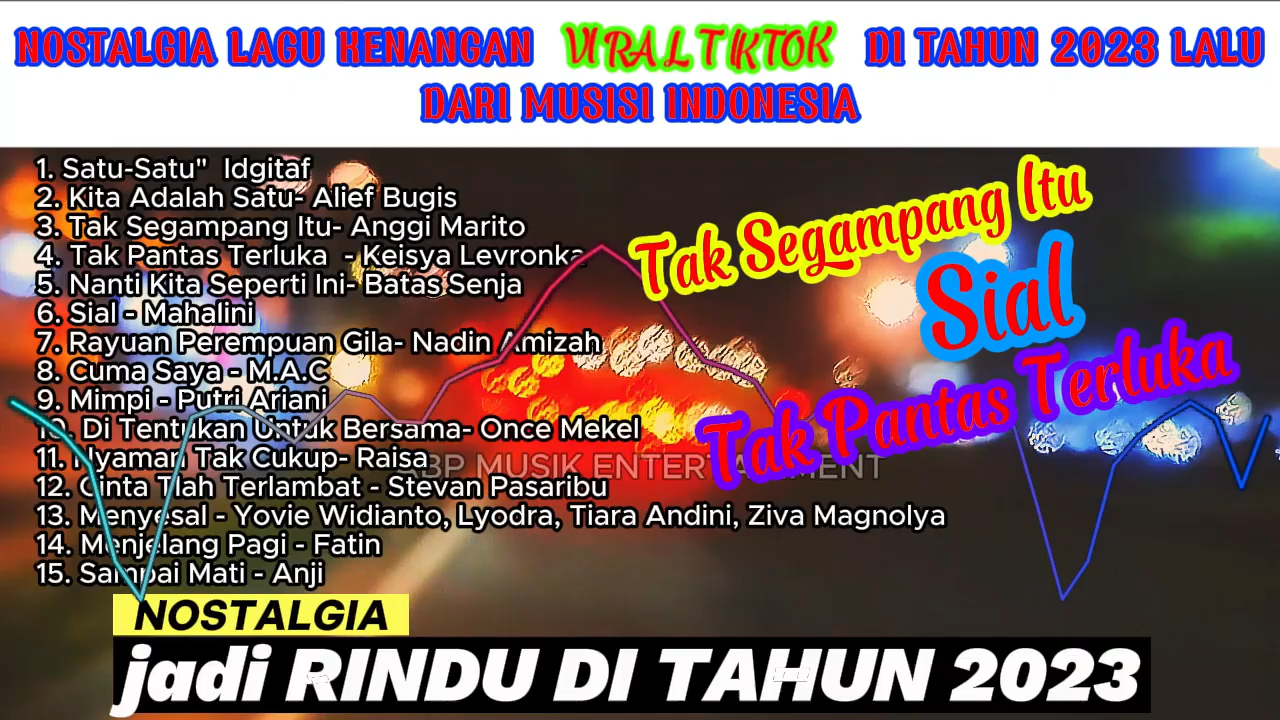 NOSTALGIA LAGU KENANGAN VIRAL TIKTOK DI TAHUN 2023 LALU
DARI MUSISI INDONESIA
1. Satu-Satu" Idgitaf
2. Kita Adalah Satu- Alief Bugis
3. Tak Segampang Itu- Anggi Marito
4. Tak Pantas Terluka - Keisya Levronka
5. Nanti Kita Seperti Ini- Batas Senja
6. Sial - Mahalini
7. Rayuan Perempuan Gila- Nadin Amizah
8. Cuma Saya - M.A.C
9. Mimpi - Putri Ariani
10. Di Tentukan Untuk Bersama- Once Mekel
11. Nyaman Tak Cukup- Raisa
12. Cinta Tlah Terlambat - Stevan Pasaribu
13. Menyesal - Yovie Widianto, Lyodra, Tiara Andini, Ziva Magnolya
14. Menjelang Pagi - Fatin
15. Sampai Mati - Anji
Tak Segampang Itu
Sial
Tak Pantas Terluka
MUSIK ENTERTAINMENT
NOSTALGIA
jadi RINDU DI TAHUN 2023